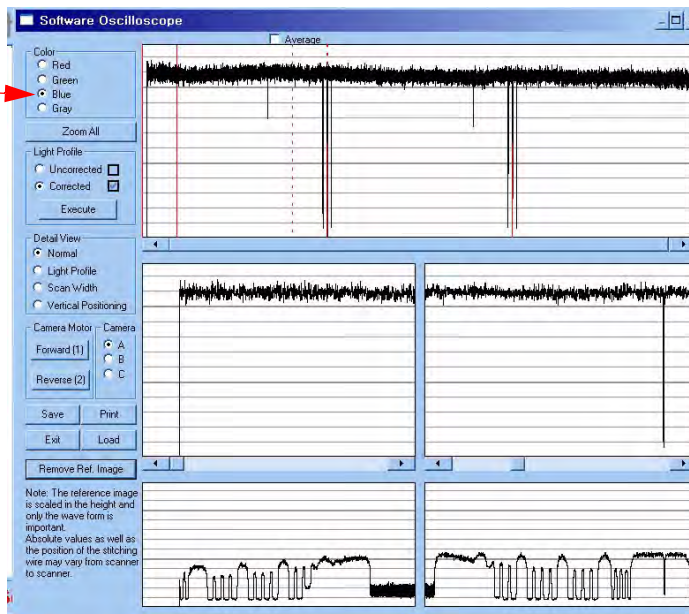 Software Oscilloscope
Average
Color
Red
Green
Blue
Gray
Zoom All
Light Profile
Uncorrected
Corrected
Execute
Detail View
Normal
Light Profile
Scan Width
Vertical Positioning
Camera Motor
Camera
Forward (1)
Reverse (2)
A
B
C
Save
Print
Exit
Load
Remove Ref. Image
Note: The reference image
is scaled in the height and
only the wave form is
important.
Absolute values as well as
the position of the stitching
wire may vary from scanner
to scanner.